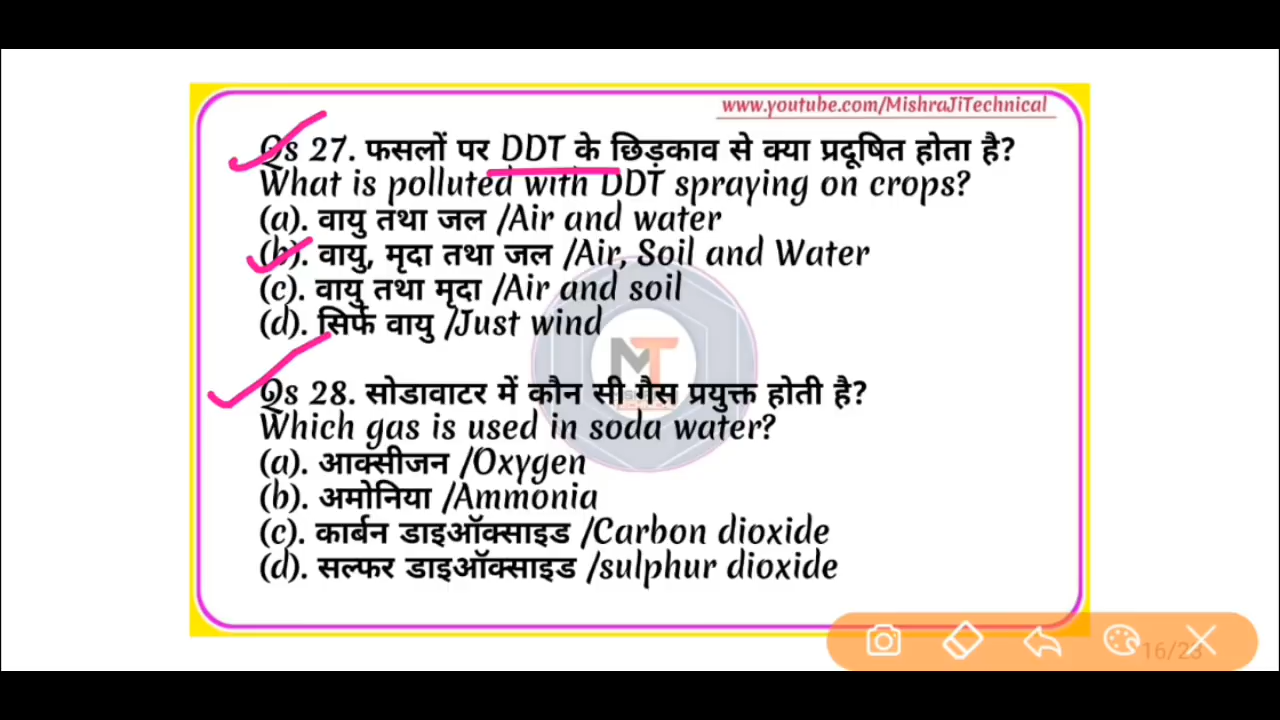 www.youtube.com/MishraJiTechnical
Qs 27. फसलों पर DDT के छिड़काव से क्या प्रदूषित होता है?
What is polluted with DDT spraying on crops?
(a). वायु तथा जल /Air and water
(b). वायु, मृदा तथा जल /Air, Soil and Water
(c). वायु तथा मृदा /Air and soil
(d). सिर्फ वायु /Just wind
MT
Qs 28. सोडावाटर में कौन सी गैस प्रयुक्त होती है?
Which gas is used in soda water?
(a). आक्सीजन /Oxygen
(b). अमोनिया /Ammonia
(c). कार्बन डाइऑक्साइड /Carbon dioxide
(d). सल्फर डाइऑक्साइड /sulphur dioxide
16/23